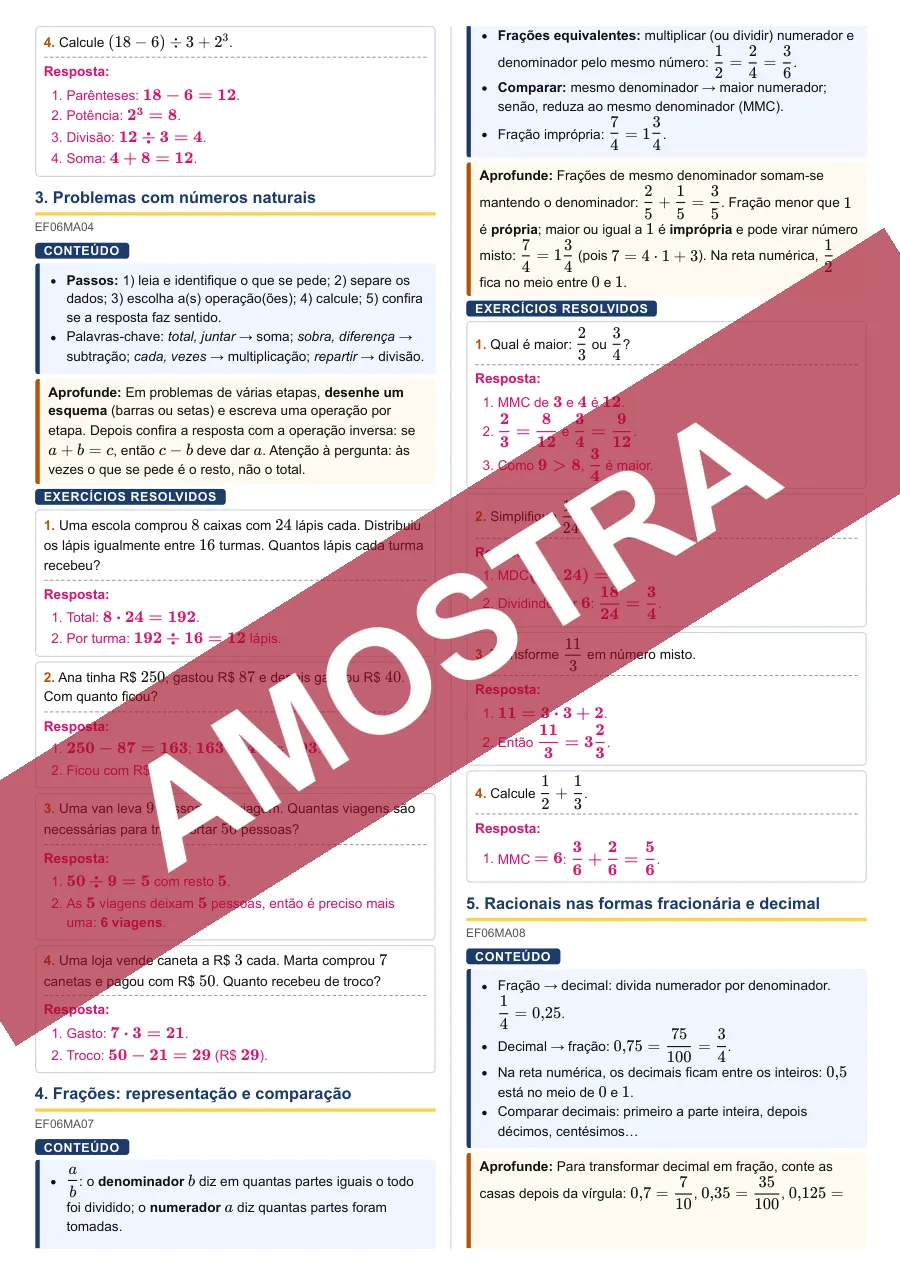 4. Calcule (18 − 6) ÷ 3 + 2³.
Resposta:
1. Parênteses: 18 − 6 = 12.
2. Potência: 2³ = 8.
3. Divisão: 12 ÷ 3 = 4.
4. Soma: 4 + 8 = 12.
3. Problemas com números naturais
EF06MA04
CONTEÚDO
• Passos: 1) leia e identifique o que se pede; 2) separe os
dados; 3) escolha a(s) operação(ões); 4) calcule; 5) confira
se a resposta faz sentido.
• Palavras-chave: total, juntar → soma; sobra, diferença →
subtração; cada, vezes → multiplicação; repartir → divisão.
Aprofunde: Em problemas de várias etapas, desenhe um
esquema (barras ou setas) e escreva uma operação por
etapa. Depois confira a resposta com a operação inversa: se
a + b = c, então c − b deve dar a. Atenção à pergunta: às
vezes o que se pede é o resto, não o total.
EXERCÍCIOS RESOLVIDOS
1. Uma escola comprou 8 caixas com 24 lápis cada. Distribuiu
os lápis igualmente entre 16 turmas. Quantos lápis cada turma
recebeu?
Resposta:
1. Total: 8 · 24 = 192.
2. Por turma: 192 ÷ 16 = 12 lápis.
2. Ana tinha R$ 250, gastou R$ 87 e depois gastou R$ 40.
Com quanto ficou?
Resposta:
1. 250 − 87 = 163; 163
2. Ficou com R$
3. Uma van leva 9 viagem. Quantas viagens são
necessárias para transportar 50 pessoas?
Resposta:
1. 50 ÷ 9 = 5 com resto 5.
2. As 5 viagens deixam 5 pessoas, então é preciso mais
uma: 6 viagens.
4. Uma loja vende caneta a R$ 3 cada. Marta comprou 7
canetas e pagou com R$ 50. Quanto recebeu de troco?
Resposta:
1. Gasto: 7 · 3 = 21.
2. Troco: 50 − 21 = 29 (R$ 29).
4. Frações: representação e comparação
EF06MA07
CONTEÚDO
• a/b: o denominador b diz em quantas partes iguais o todo
foi dividido; o numerador a diz quantas partes foram
tomadas.
• Frações equivalentes: multiplicar (ou dividir) numerador e
denominador pelo mesmo número: 1/2 = 2/4 = 3/6.
• Comparar: mesmo denominador → maior numerador;
senão, reduza ao mesmo denominador (MMC).
• Fração imprópria: 7/4 = 1 3/4.
Aprofunde: Frações de mesmo denominador somam-se
mantendo o denominador: 2/5 + 1/5 = 3/5. Fração menor que 1
é própria; maior ou igual a 1 é imprópria e pode virar número
misto: 7/4 = 1 3/4 (pois 7 = 4 · 1 + 3). Na reta numérica, 1/2
fica no meio entre 0 e 1.
EXERCÍCIOS RESOLVIDOS
1. Qual é maior: 2/3 ou 3/4?
Resposta:
1. MMC de 3 e 4 é 12.
2. 2/3 = 8/12 e 3/4 = 9/12.
3. Como 9 > 8, 3/4 é maior.
2. Simplifique
1. MDC 24) =
2. Dividindo 6: 18/24 = 3/4.
3. Transforme 11/3 em número misto.
Resposta:
1. 11 = 3 · 3 + 2.
2. Então 11/3 = 3 2/3.
4. Calcule 1/2 + 1/3.
Resposta:
1. MMC = 6: 3/6 + 2/6 = 5/6.
5. Racionais nas formas fracionária e decimal
EF06MA08
CONTEÚDO
• Fração → decimal: divida numerador por denominador.
1/4 = 0,25.
• Decimal → fração: 0,75 = 75/100 = 3/4.
• Na reta numérica, os decimais ficam entre os inteiros: 0,5
está no meio de 0 e 1.
• Comparar decimais: primeiro a parte inteira, depois
décimos, centésimos…
Aprofunde: Para transformar decimal em fração, conte as
casas depois da vírgula: 0,7 = 7/10, 0,35 = 35/100, 0,125 =
AMOSTRA